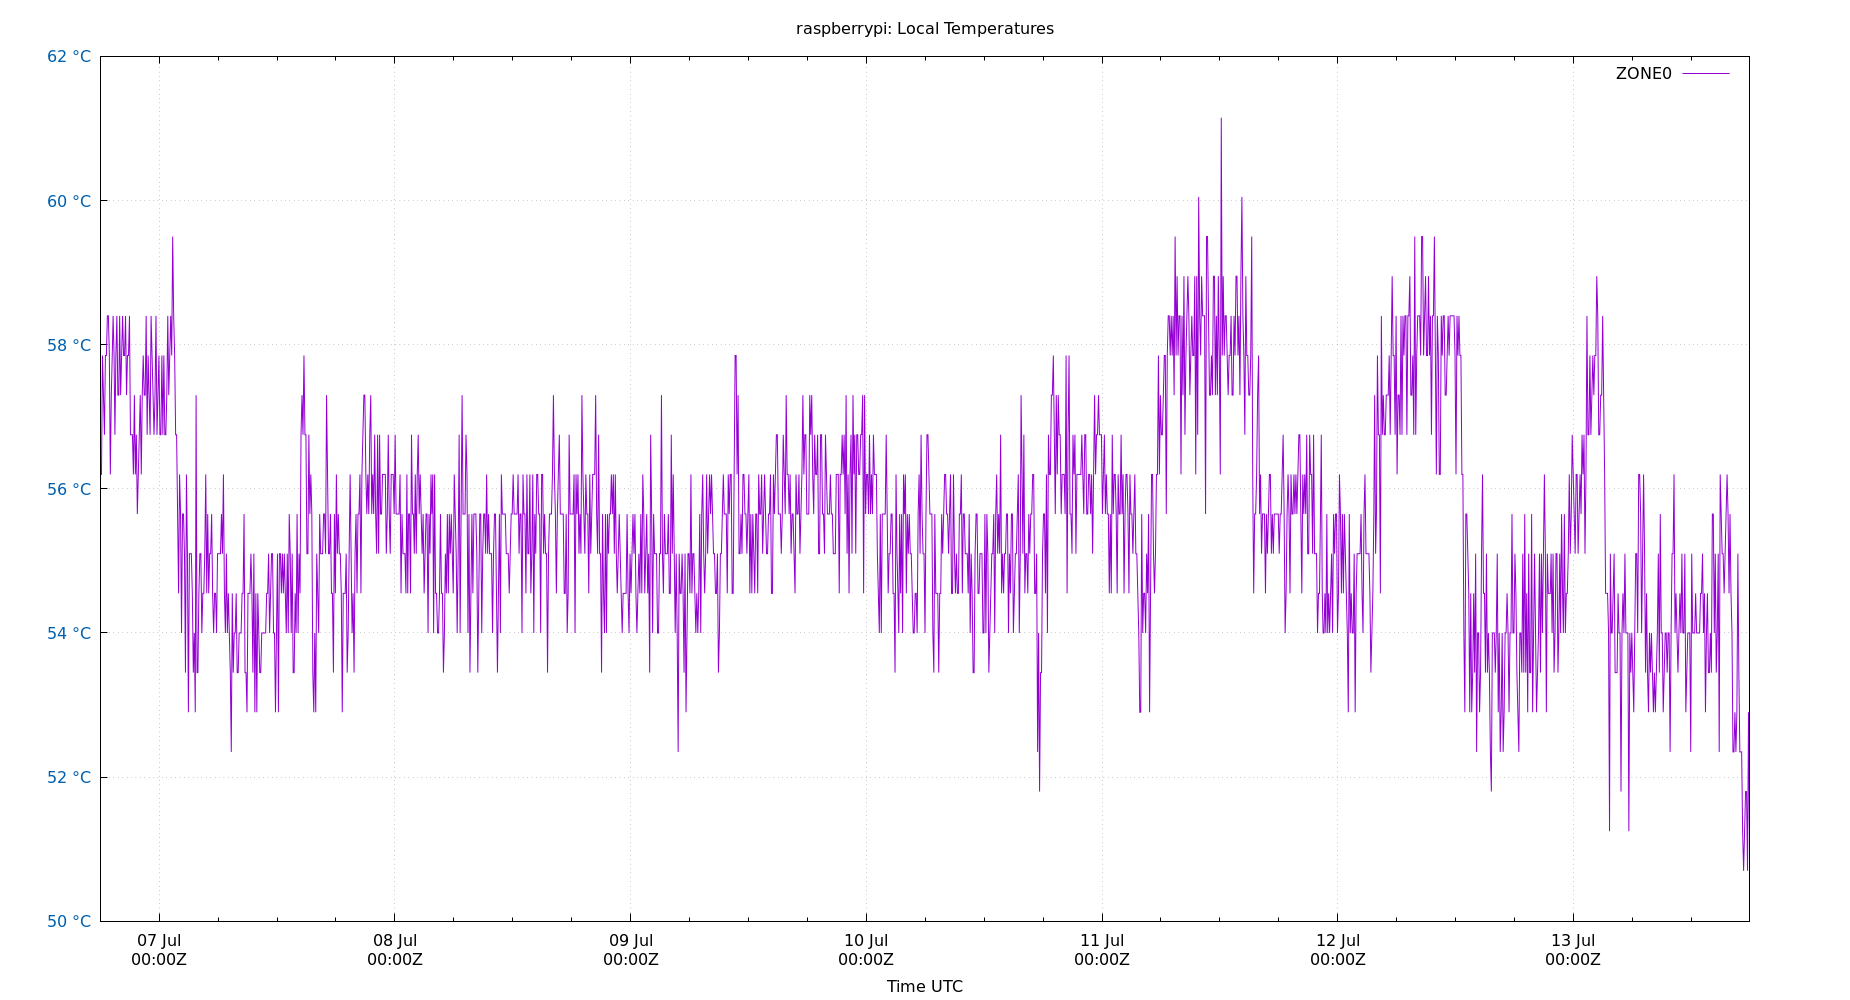 raspberrypi: Local Temperatures
62 °C
ZONE0
60 °C
58 °C
56 °C
54 °C
52 °C
50 °C
07 Jul 08 Jul 09 Jul 10 Jul 11 Jul 12 Jul 13 Jul
00:00Z 00:00Z 00:00Z 00:00Z 00:00Z 00:00Z 00:00Z
Time UTC